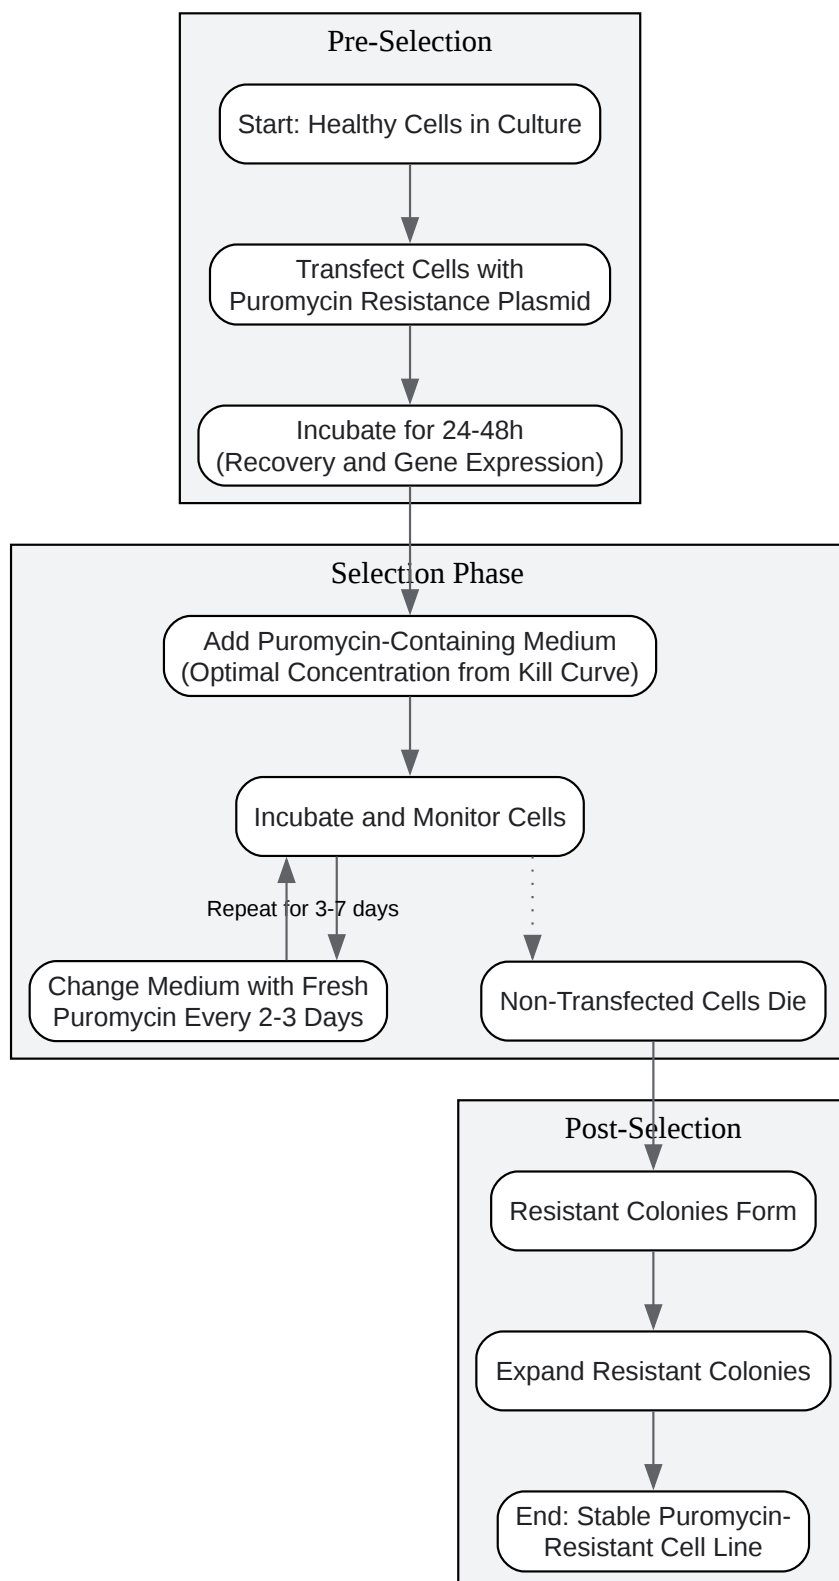 Pre-Selection
Start: Healthy Cells in Culture
Transfect Cells with
Puromycin Resistance Plasmid
Incubate for 24-48h
(Recovery and Gene Expression)
Selection Phase
Add Puromycin-Containing Medium
(Optimal Concentration from Kill Curve)
Incubate and Monitor Cells
Repeat for 3-7 days
Change Medium with Fresh
Puromycin Every 2-3 Days
Non-Transfected Cells Die
Post-Selection
Resistant Colonies Form
Expand Resistant Colonies
End: Stable Puromycin-
Resistant Cell Line